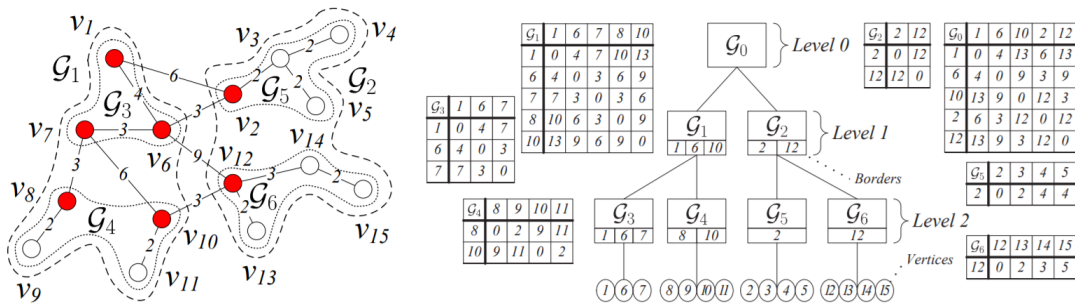 v1
v3
v4
G1
6
2
2
2
G5
G2
4
G3
3
v2
v5
v7
3
v6
v12
v14
3
6
9
3
2
v8
G6
2
G4
3
2
v15
2
v10
v13
v9
v11
G3 1 6 7
1 0 4 7
6 4 0 3
7 7 3 0
G1 1 6 7 8 10
1 0 4 7 10 13
6 4 0 3 6 9
7 7 3 0 3 6
8 10 6 3 0 9
10 13 9 6 9 0
G4 8 9 10 11
8 0 2 9 11
10 9 11 0 2
G0
Level 0
G1
1 6 10
G2
2 12
Level 1
Borders
G3
1 6 7
G4
8 10
G5
2
G6
12
Level 2
Vertices
1 6 7 8 9 10 11 2 3 4 5 12 13 14 15
G2 2 12
2 0 12
12 12 0
G0 1 6 10 2 12
1 0 4 13 6 13
6 4 0 9 3 9
10 13 9 0 12 3
2 6 3 12 0 12
12 13 9 3 12 0
G5 2 3 4 5
2 0 2 4 4
G6 12 13 14 15
12 0 2 3 5